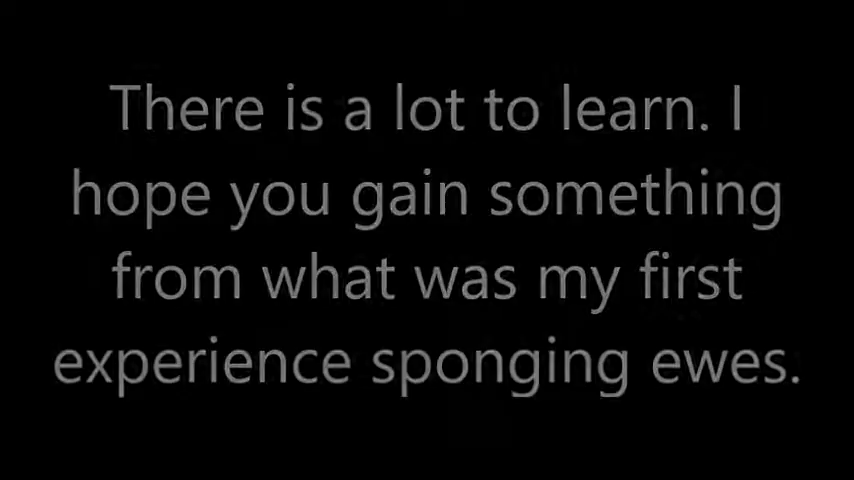 There is a lot to learn. I
hope you gain something
from what was my first
experience sponging ewes.